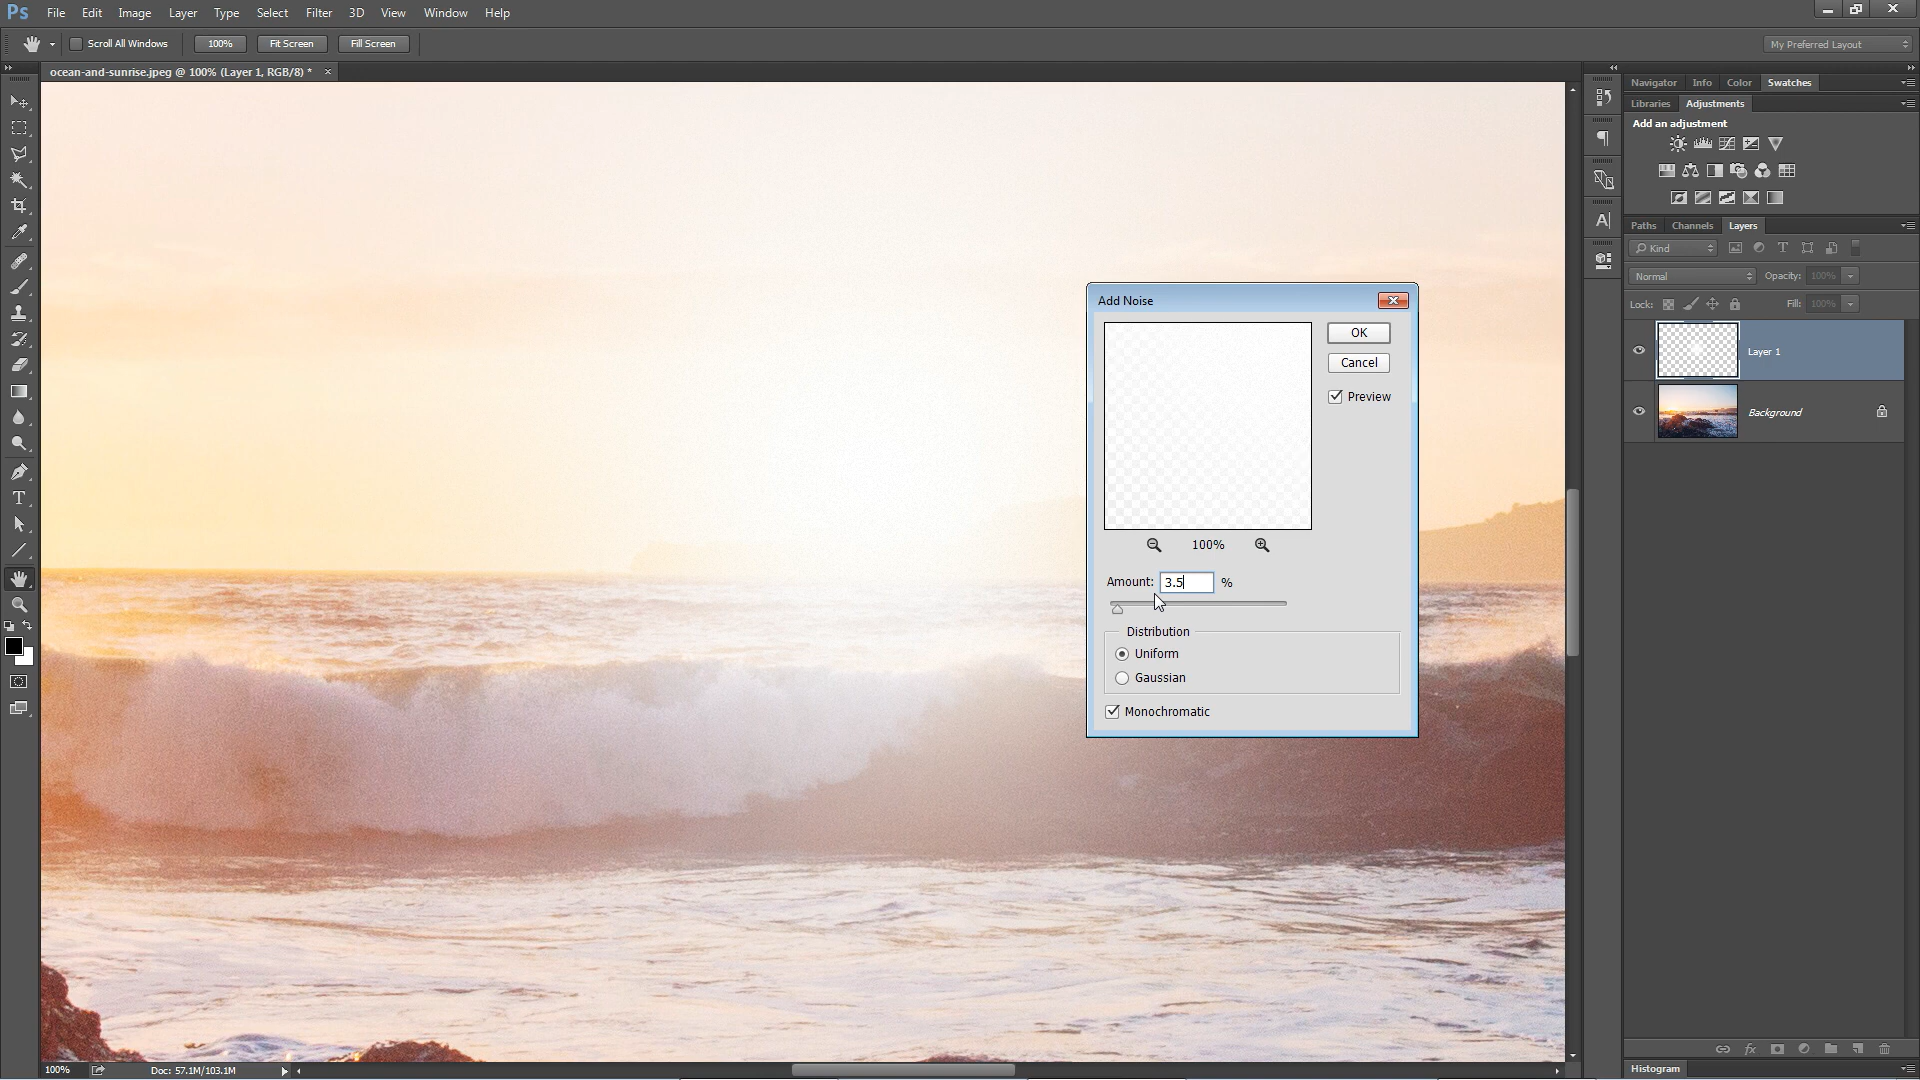 Ps File Edit Image Layer Type Select Filter 3D View Window Help
Scroll All Windows 100% Fit Screen Fill Screen My Preferred Layout
ocean-and-sunrise.jpeg @ 100% (Layer 1, RGB/8) * ×
Navigator Info Color Swatches
Libraries Adjustments
Add an adjustment
Paths Channels Layers
Kind
Normal Opacity: 100%
Lock: Fill: 100%
Layer 1
Background
Add Noise
OK
Cancel
Preview
100%
Amount: 3.5 %
Distribution
Uniform
Gaussian
Monochromatic
100% Doc: 57.1M/103.1M
Histogram